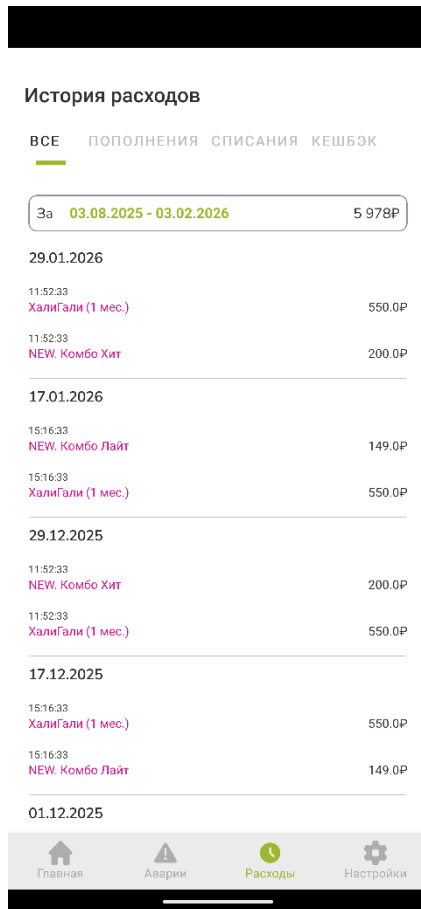 История расходов
ВСЕ ПОПОЛНЕНИЯ СПИСАНИЯ КЕШБЭК
За 03.08.2025 - 03.02.2026 5 978₽
29.01.2026
11:52:33
ХалиГали (1 мес.) 550.0₽
11:52:33
NEW. Комбо Хит 200.0₽
17.01.2026
15:16:33
NEW. Комбо Лайт 149.0₽
15:16:33
ХалиГали (1 мес.) 550.0₽
29.12.2025
11:52:33
NEW. Комбо Хит 200.0₽
11:52:33
ХалиГали (1 мес.) 550.0₽
17.12.2025
15:16:33
ХалиГали (1 мес.) 550.0₽
15:16:33
NEW. Комбо Лайт 149.0₽
01.12.2025
Главная Аварии Расходы Настройки